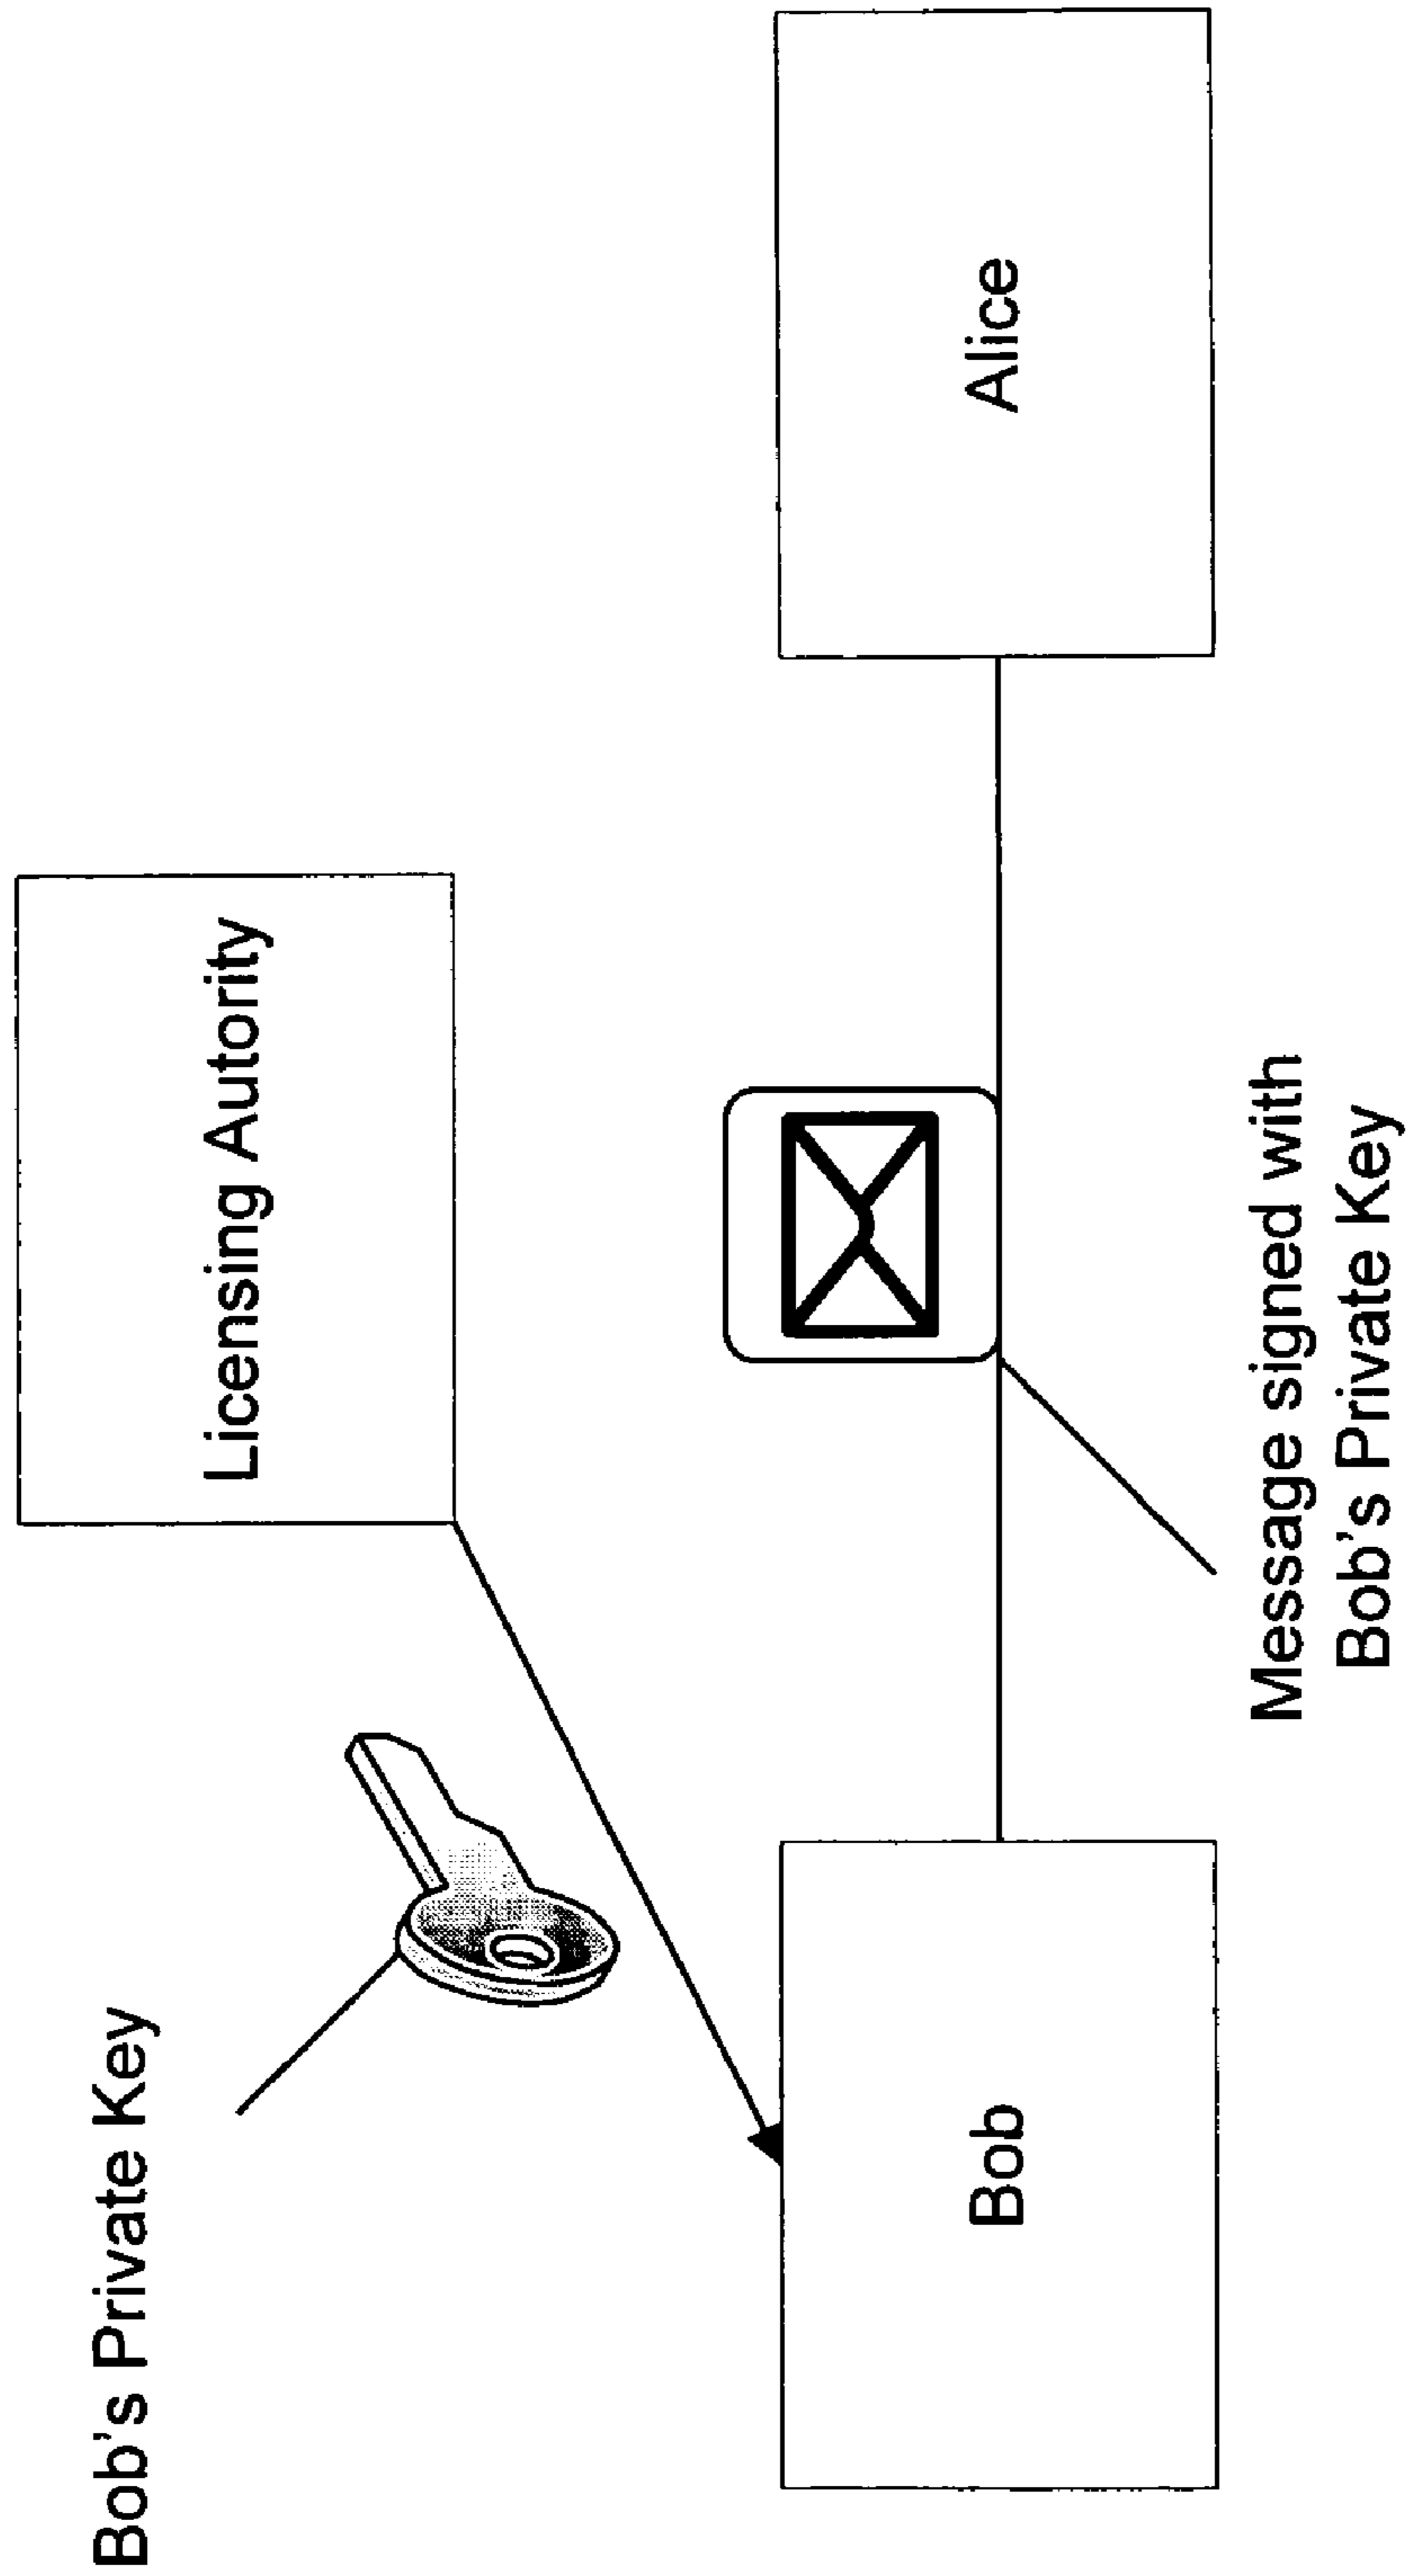 Bob's Private Key
Licensing Autority
Bob
Alice
Message signed with
Bob's Private Key